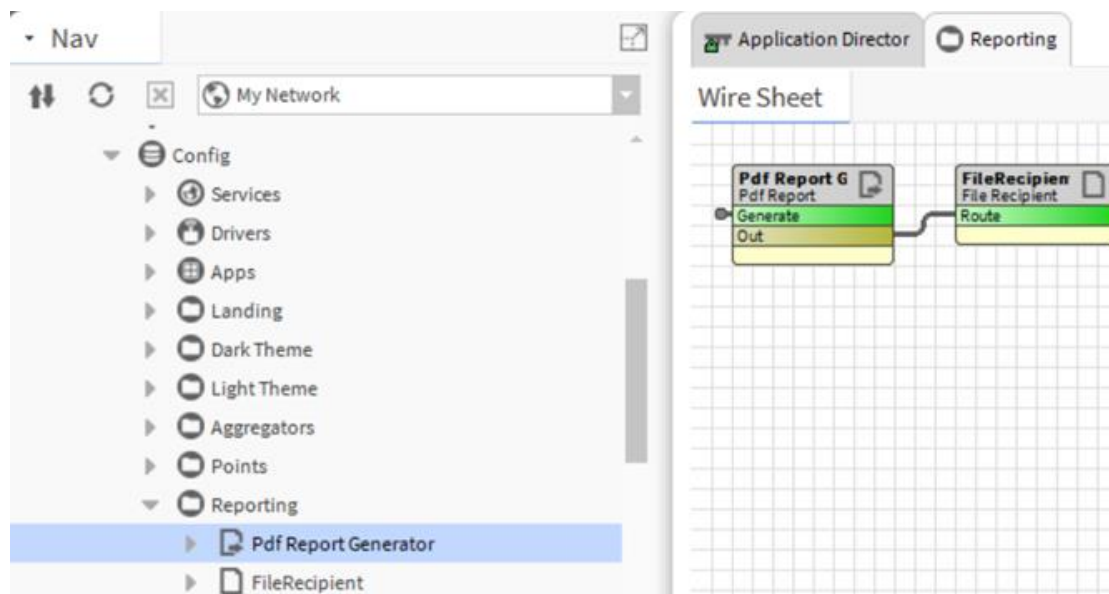 Nav
My Network
Config
Services
Drivers
Apps
Landing
Dark Theme
Light Theme
Aggregators
Points
Reporting
Pdf Report Generator
FileRecipient
Application Director
Reporting
Wire Sheet
Pdf Report G
Pdf Report
Generate
Out
FileRecipien
File Recipient
Route